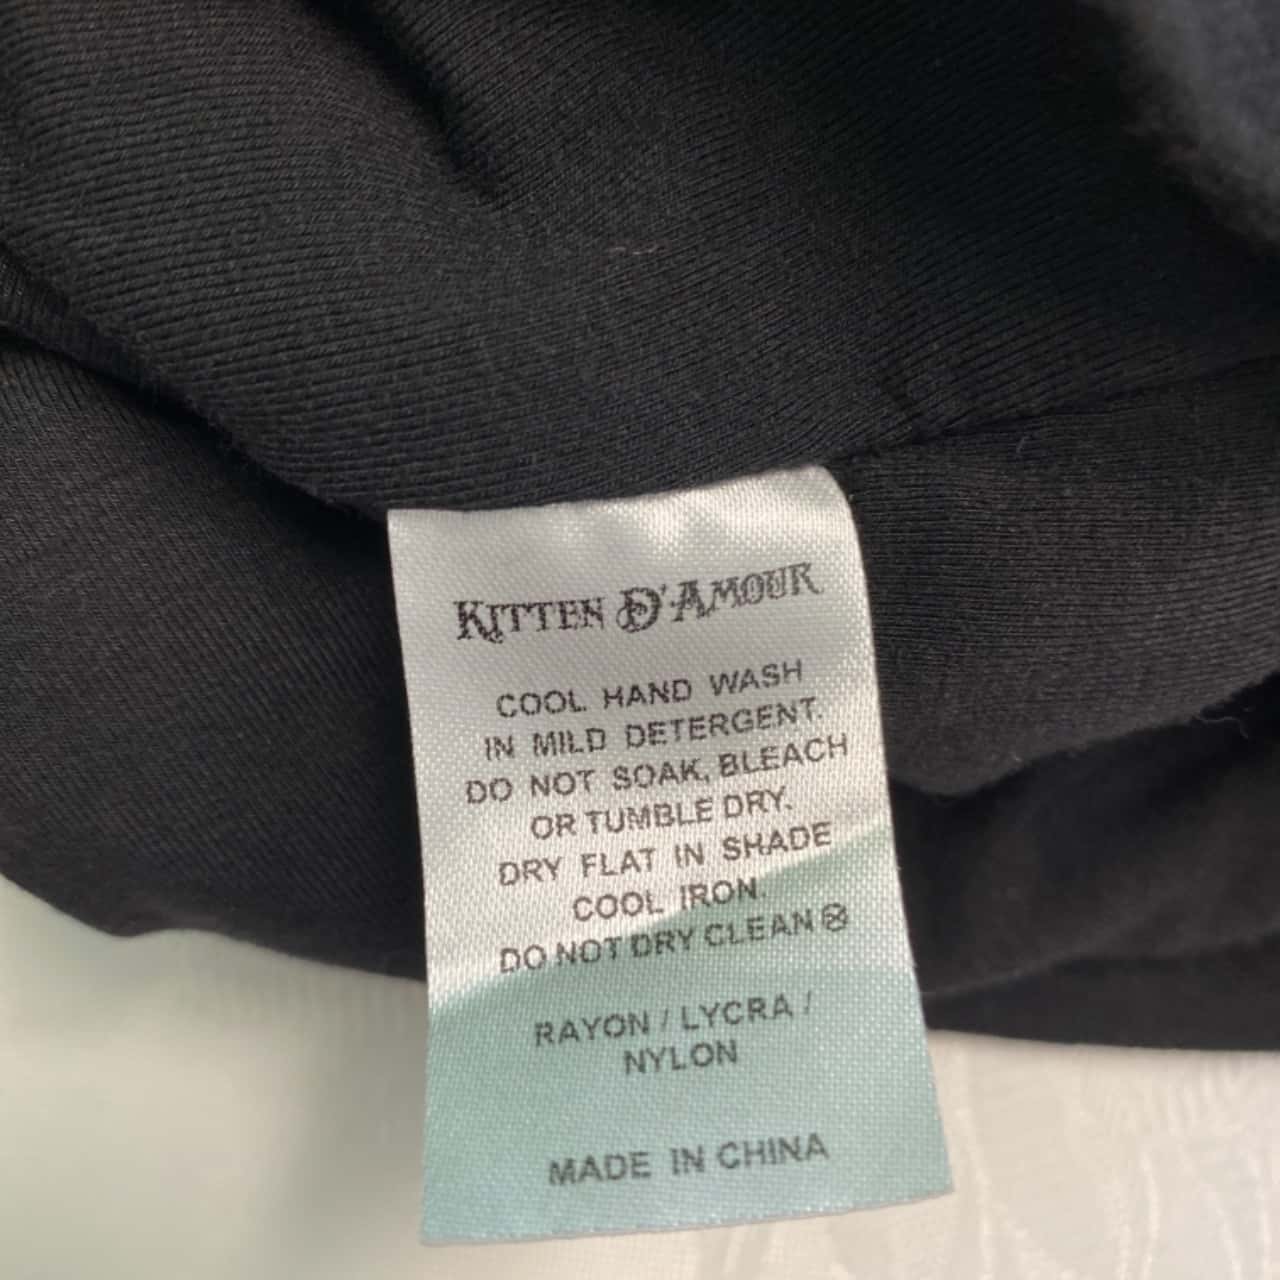 KITTEN D'AMOUR
COOL HAND WASH
IN MILD DETERGENT.
DO NOT SOAK, BLEACH
OR TUMBLE DRY.
DRY FLAT IN SHADE
COOL IRON.
DO NOT DRY CLEAN
RAYON / LYCRA /
NYLON
MADE IN CHINA